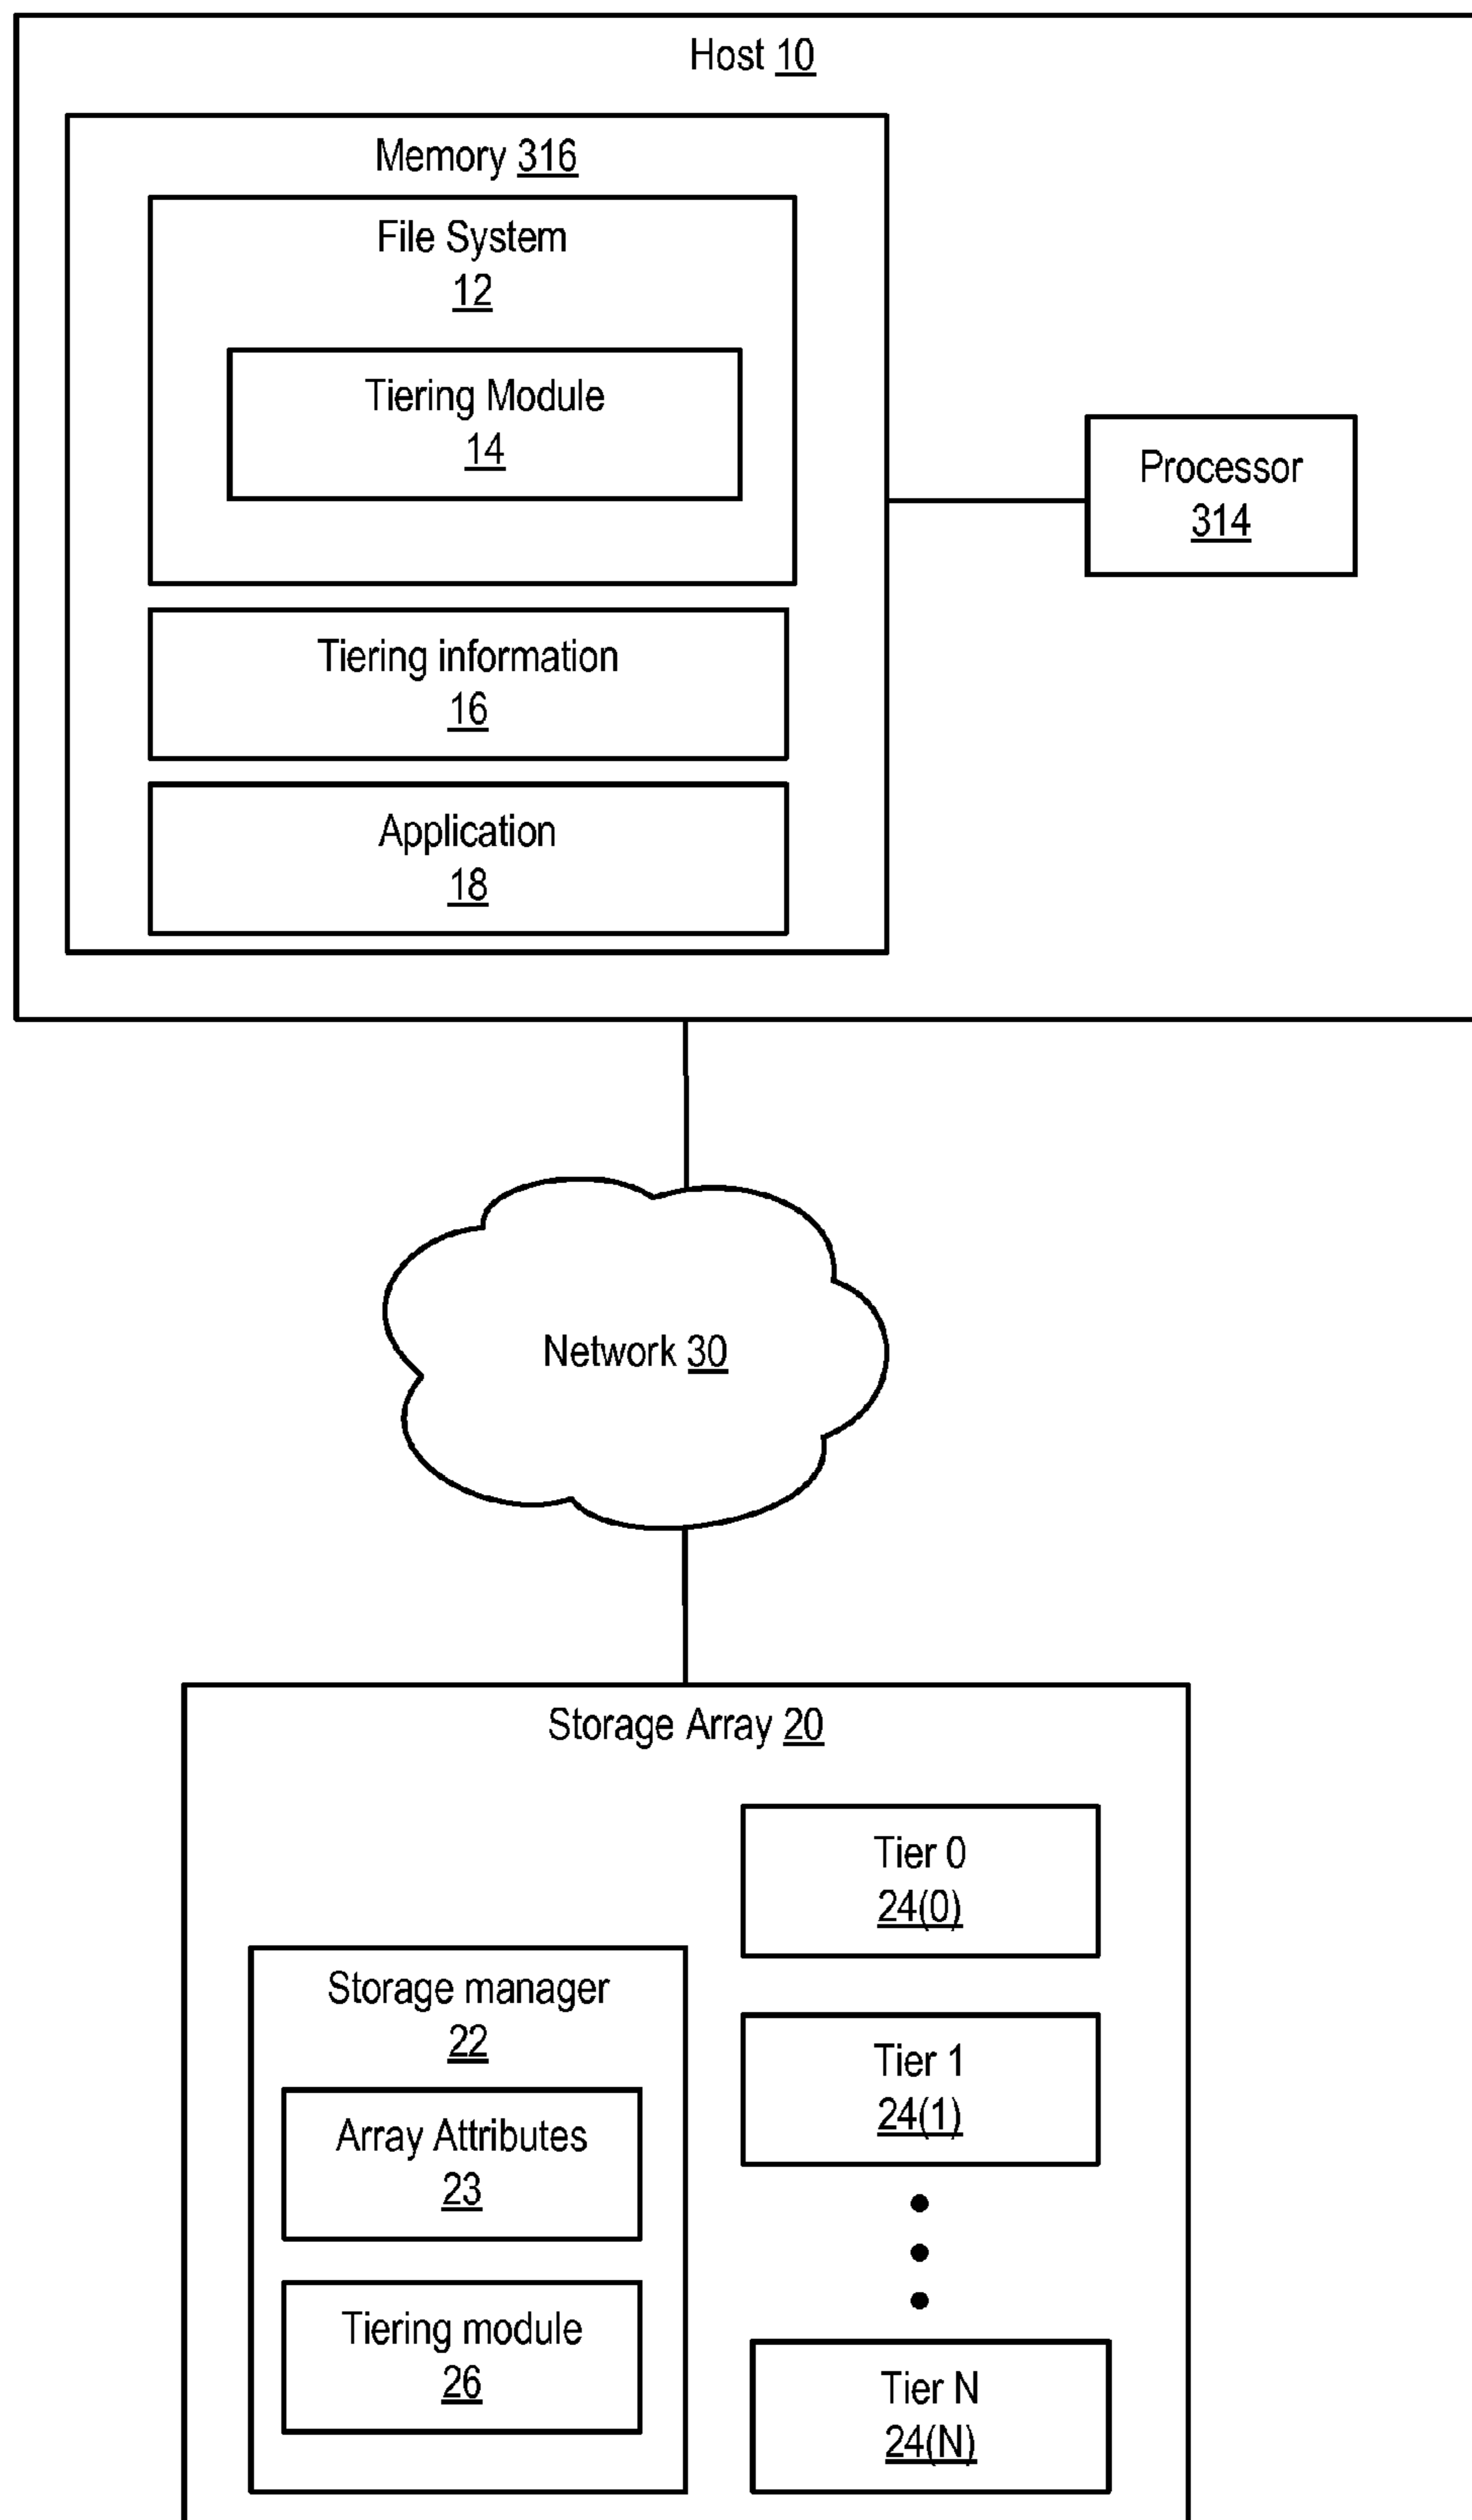 Host 10
Memory 316
File System
12
Tiering Module
14
Processor
314
Tiering information
16
Application
18
Network 30
Storage Array 20
Tier 0
24(0)
Storage manager
22
Tier 1
24(1)
Array Attributes
23
Tiering module
26
Tier N
24(N)